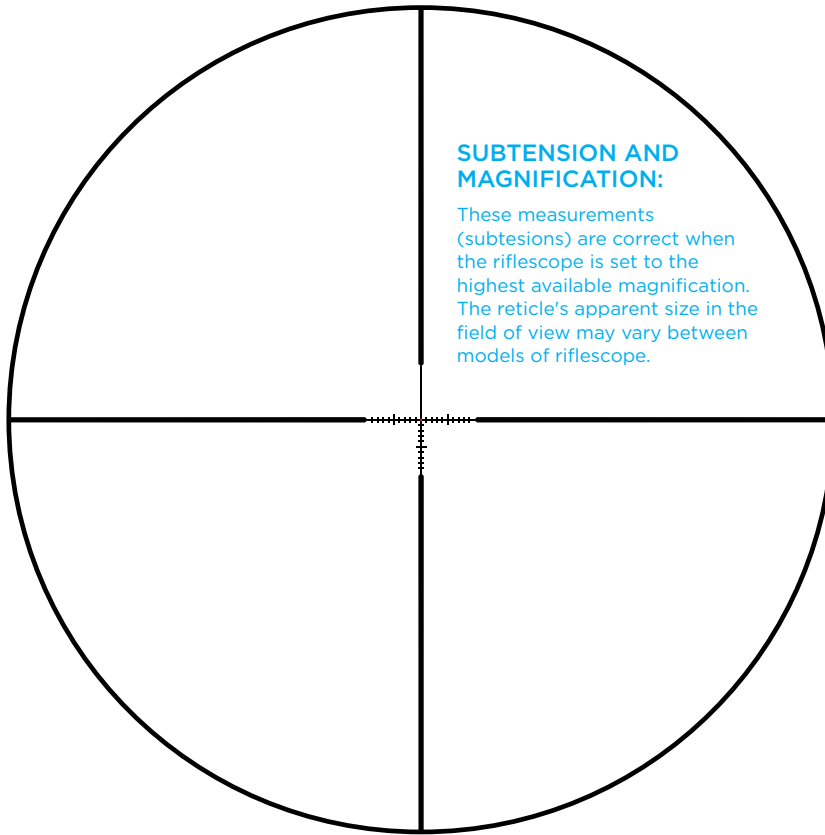 SUBTENSION AND
MAGNIFICATION:
These measurements
(subtesions) are correct when
the riflescope is set to the
highest available magnification.
The reticle's apparent size in the
field of view may vary between
models of riflescope.